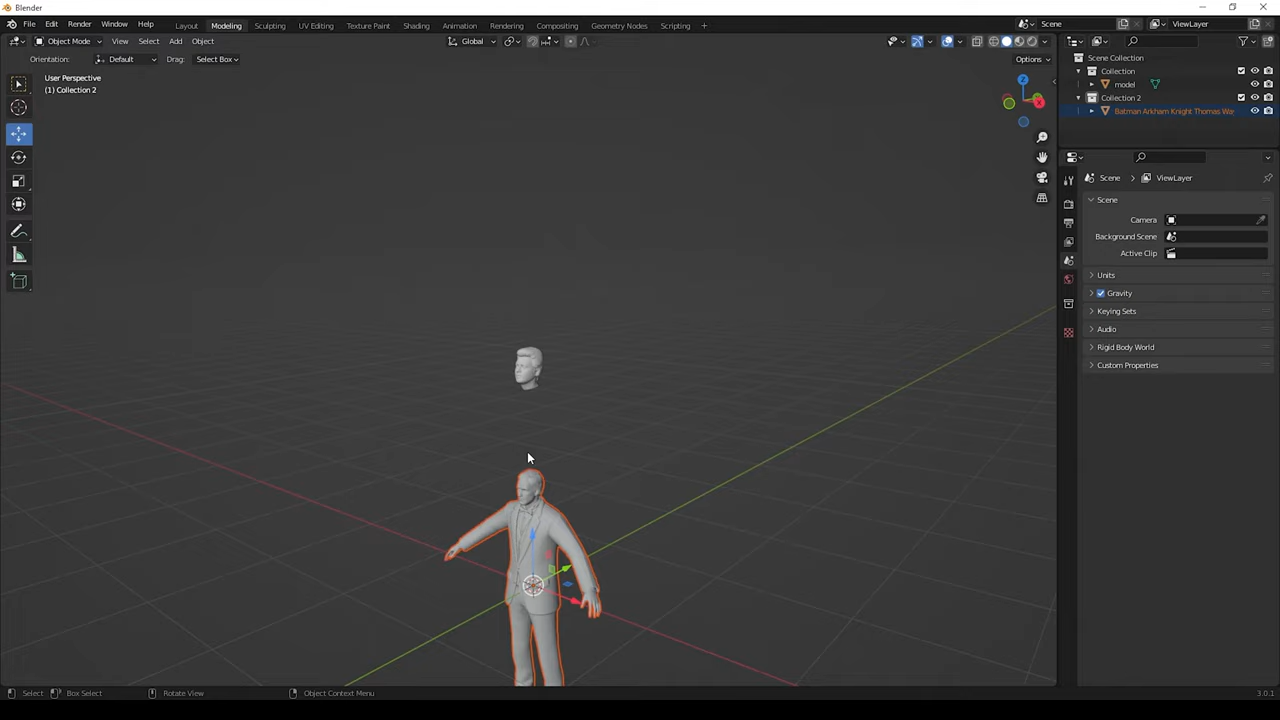 Blender
File Edit Render Window Help Layout Modeling Sculpting UV Editing Texture Paint Shading Animation Rendering Compositing Geometry Nodes Scripting + Scene ViewLayer
Object Mode View Select Add Object Global
Orientation: Default Drag: Select Box Options
User Perspective
(1) Collection 2
Z
Scene Collection
Collection
model
Collection 2
Batman Arkham Knight Thomas Wa
Scene ViewLayer
Scene
Camera
Background Scene
Active Clip
Units
Gravity
Keying Sets
Audio
Rigid Body World
Custom Properties
Select Box Select Rotate View Object Context Menu 3.0.1